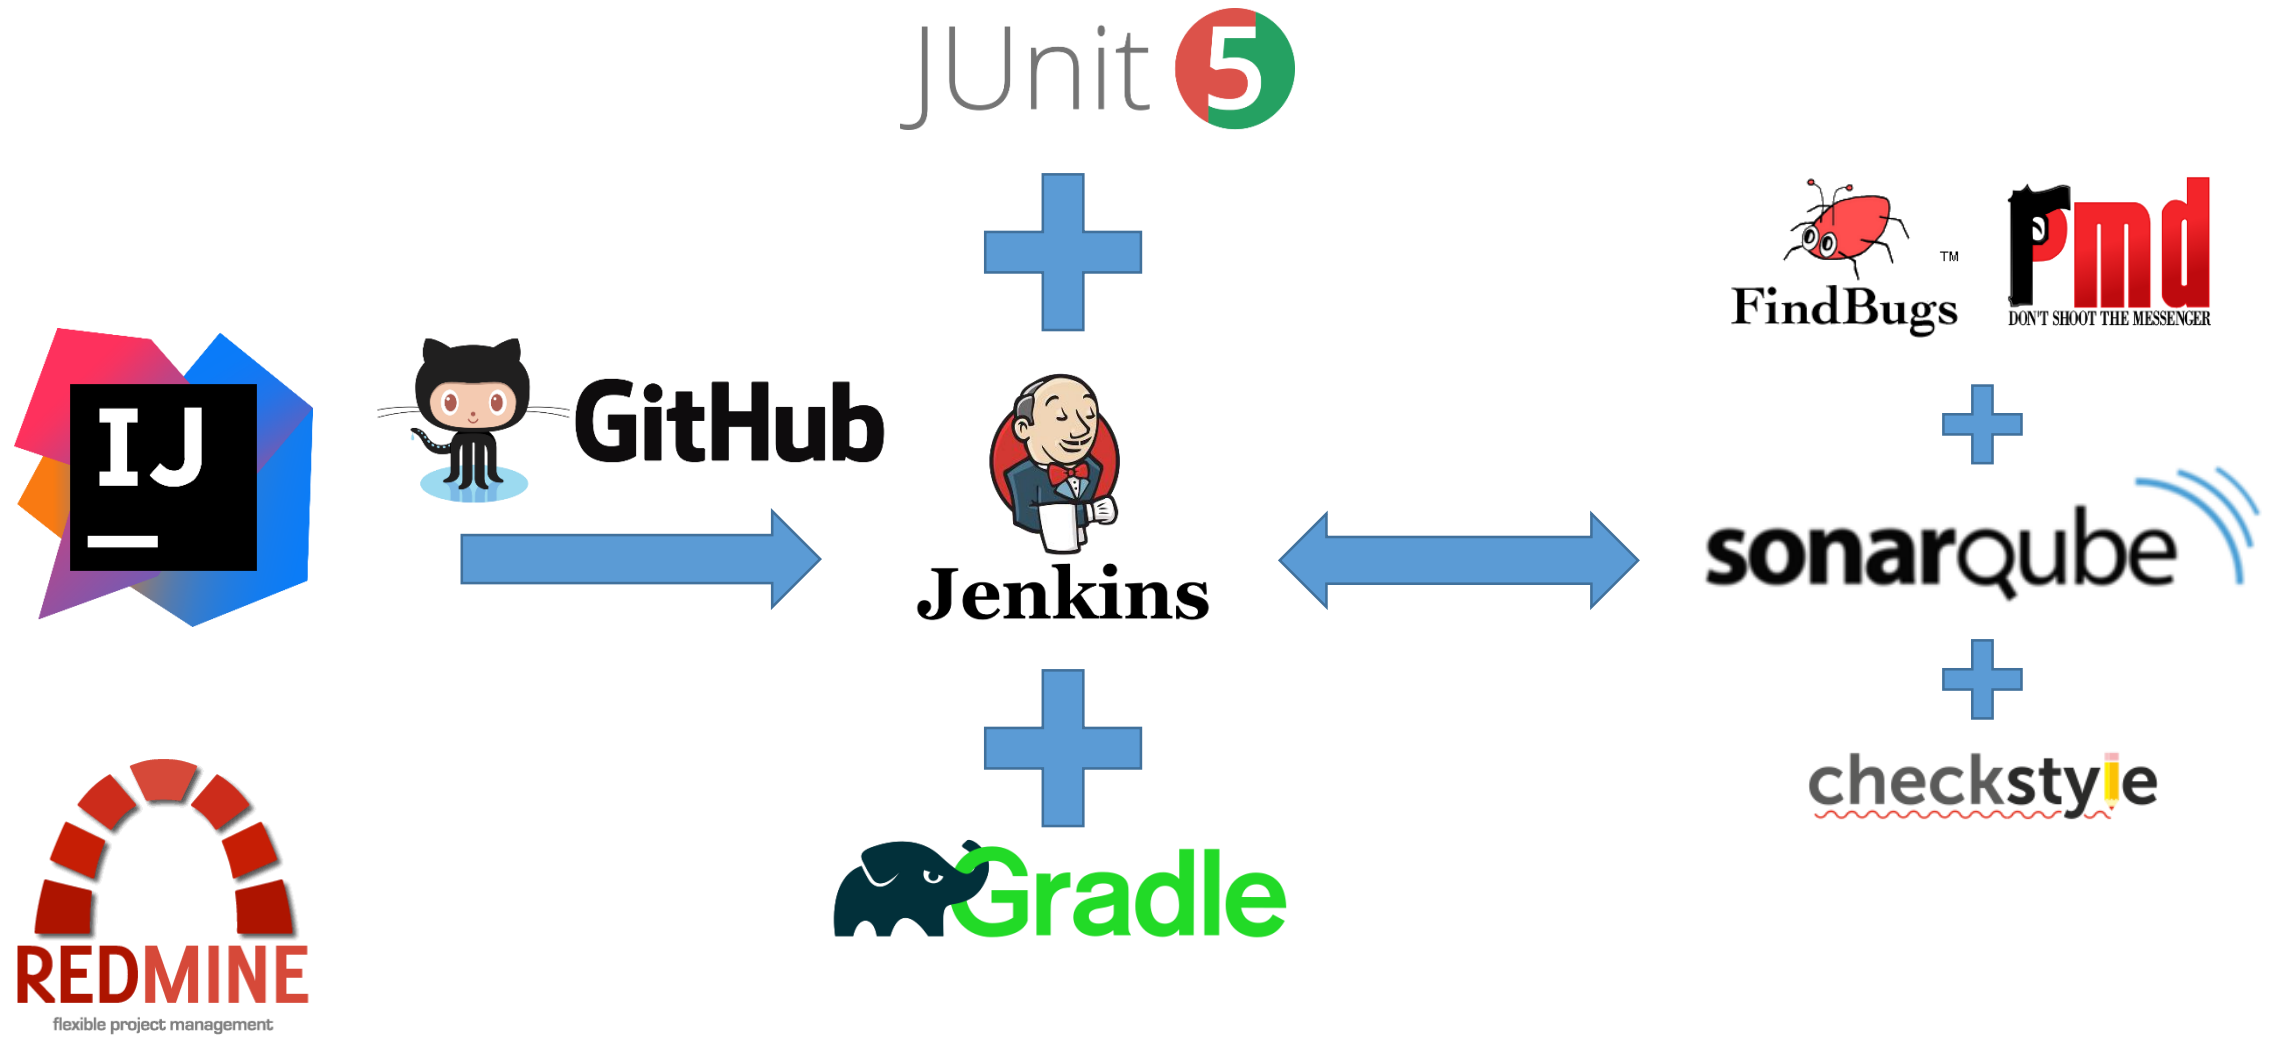 JUnit 5
FindBugs
TM
Pmd
DON'T SHOOT THE MESSENGER
IJ
GitHub
Jenkins
sonarqube
checkstyle
Gradle
REDMINE
flexible project management